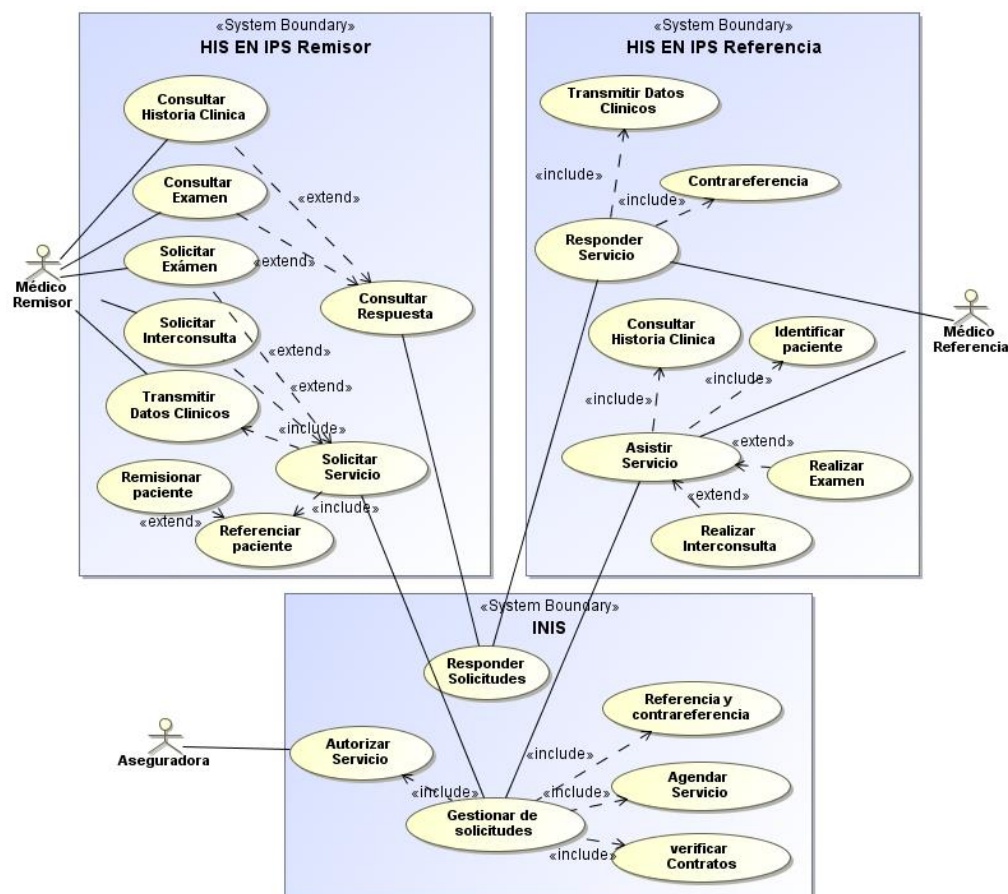 «System Boundary»
HIS EN IPS Remisor
Consultar
Historia Clinica
Consultar
Examen
«extend»
Solicitar
Exámen
«extend»
Médico
Remisor
Consultar
Respuesta
Solicitar
Interconsulta
«extend»
«extend»
Transmitir
Datos Clinicos
«include»
Solicitar
Servicio
Remisionar
paciente
«include»
«extend»
Referenciar
paciente
«System Boundary»
HIS EN IPS Referencia
Transmitir Datos
Clinicos
«include»
Contrareferencia
«include»
Responder
Servicio
Consultar
Historia Clinica
Identificar
paciente
Médico
Referencia
«include»
«include»
Asistir
Servicio
«extend»
Realizar
Examen
«extend»
Realizar
Interconsulta
«System Boundary»
INIS
Responder
Solicitudes
Referencia y
contrareferencia
Aseguradora
Autorizar
Servicio
«include»
Agendar
Servicio
«include»
«include»
Gestionar de
solicitudes
verificar
Contratos
«include»